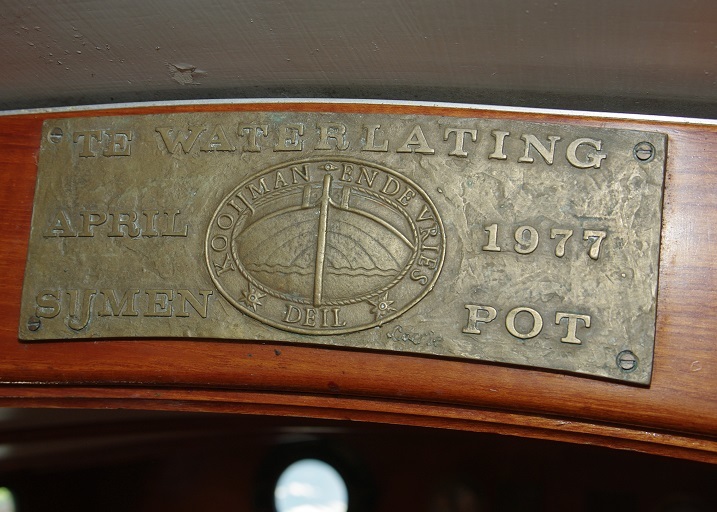 TE WATERLATING
APRIL 1977
SIJMEN POT
KOOIJMAN EN DE VRIES
DEIL